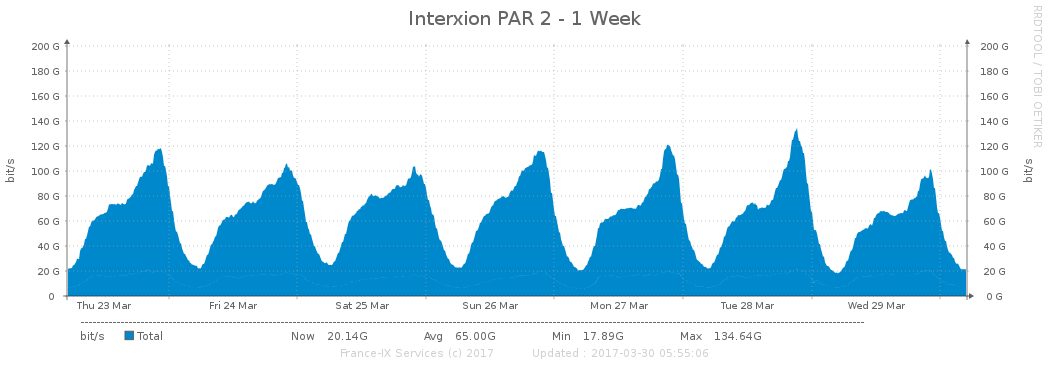 Interxion PAR 2 - 1 Week
RRDTOOL / TOBI OETIKER
200 G 200 G
180 G 180 G
160 G 160 G
140 G 140 G
120 G 120 G
100 G 100 G
80 G 80 G
60 G 60 G
40 G 40 G
20 G 20 G
0 0 G
bit/s bit/s
Thu 23 Mar Fri 24 Mar Sat 25 Mar Sun 26 Mar Mon 27 Mar Tue 28 Mar Wed 29 Mar
bit/s Total Now 20.14G Avg 65.00G Min 17.89G Max 134.64G
France-IX Services (c) 2017 Updated : 2017-03-30 05:55:06